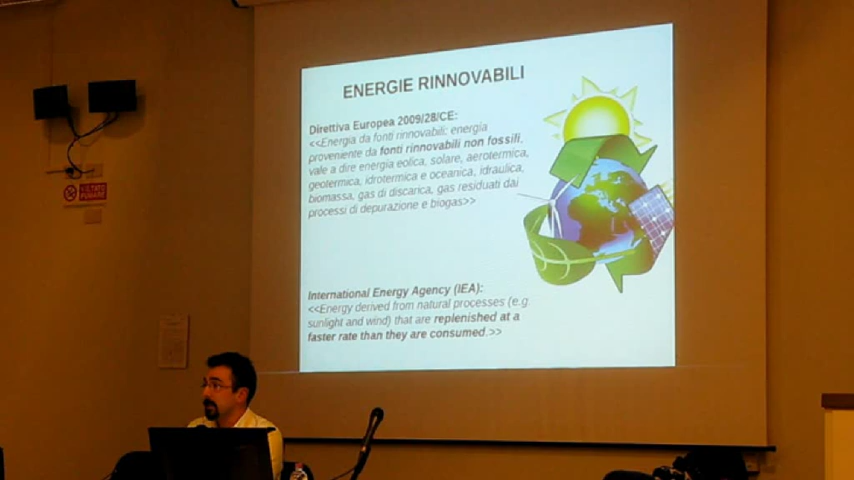 ENERGIE RINNOVABILI
Direttiva Europea 2009/28/CE:
<<Energia da fonti rinnovabili: energia
proveniente da fonti rinnovabili non fossili,
vale a dire energia eolica, solare, aerotermica,
geotermica, idrotermica e oceanica, idraulica,
biomassa, gas di discarica, gas residuati dai
processi di depurazione e biogas>>
International Energy Agency (IEA):
<<Energy derived from natural processes (e.g.
sunlight and wind) that are replenished at a
faster rate than they are consumed.>>